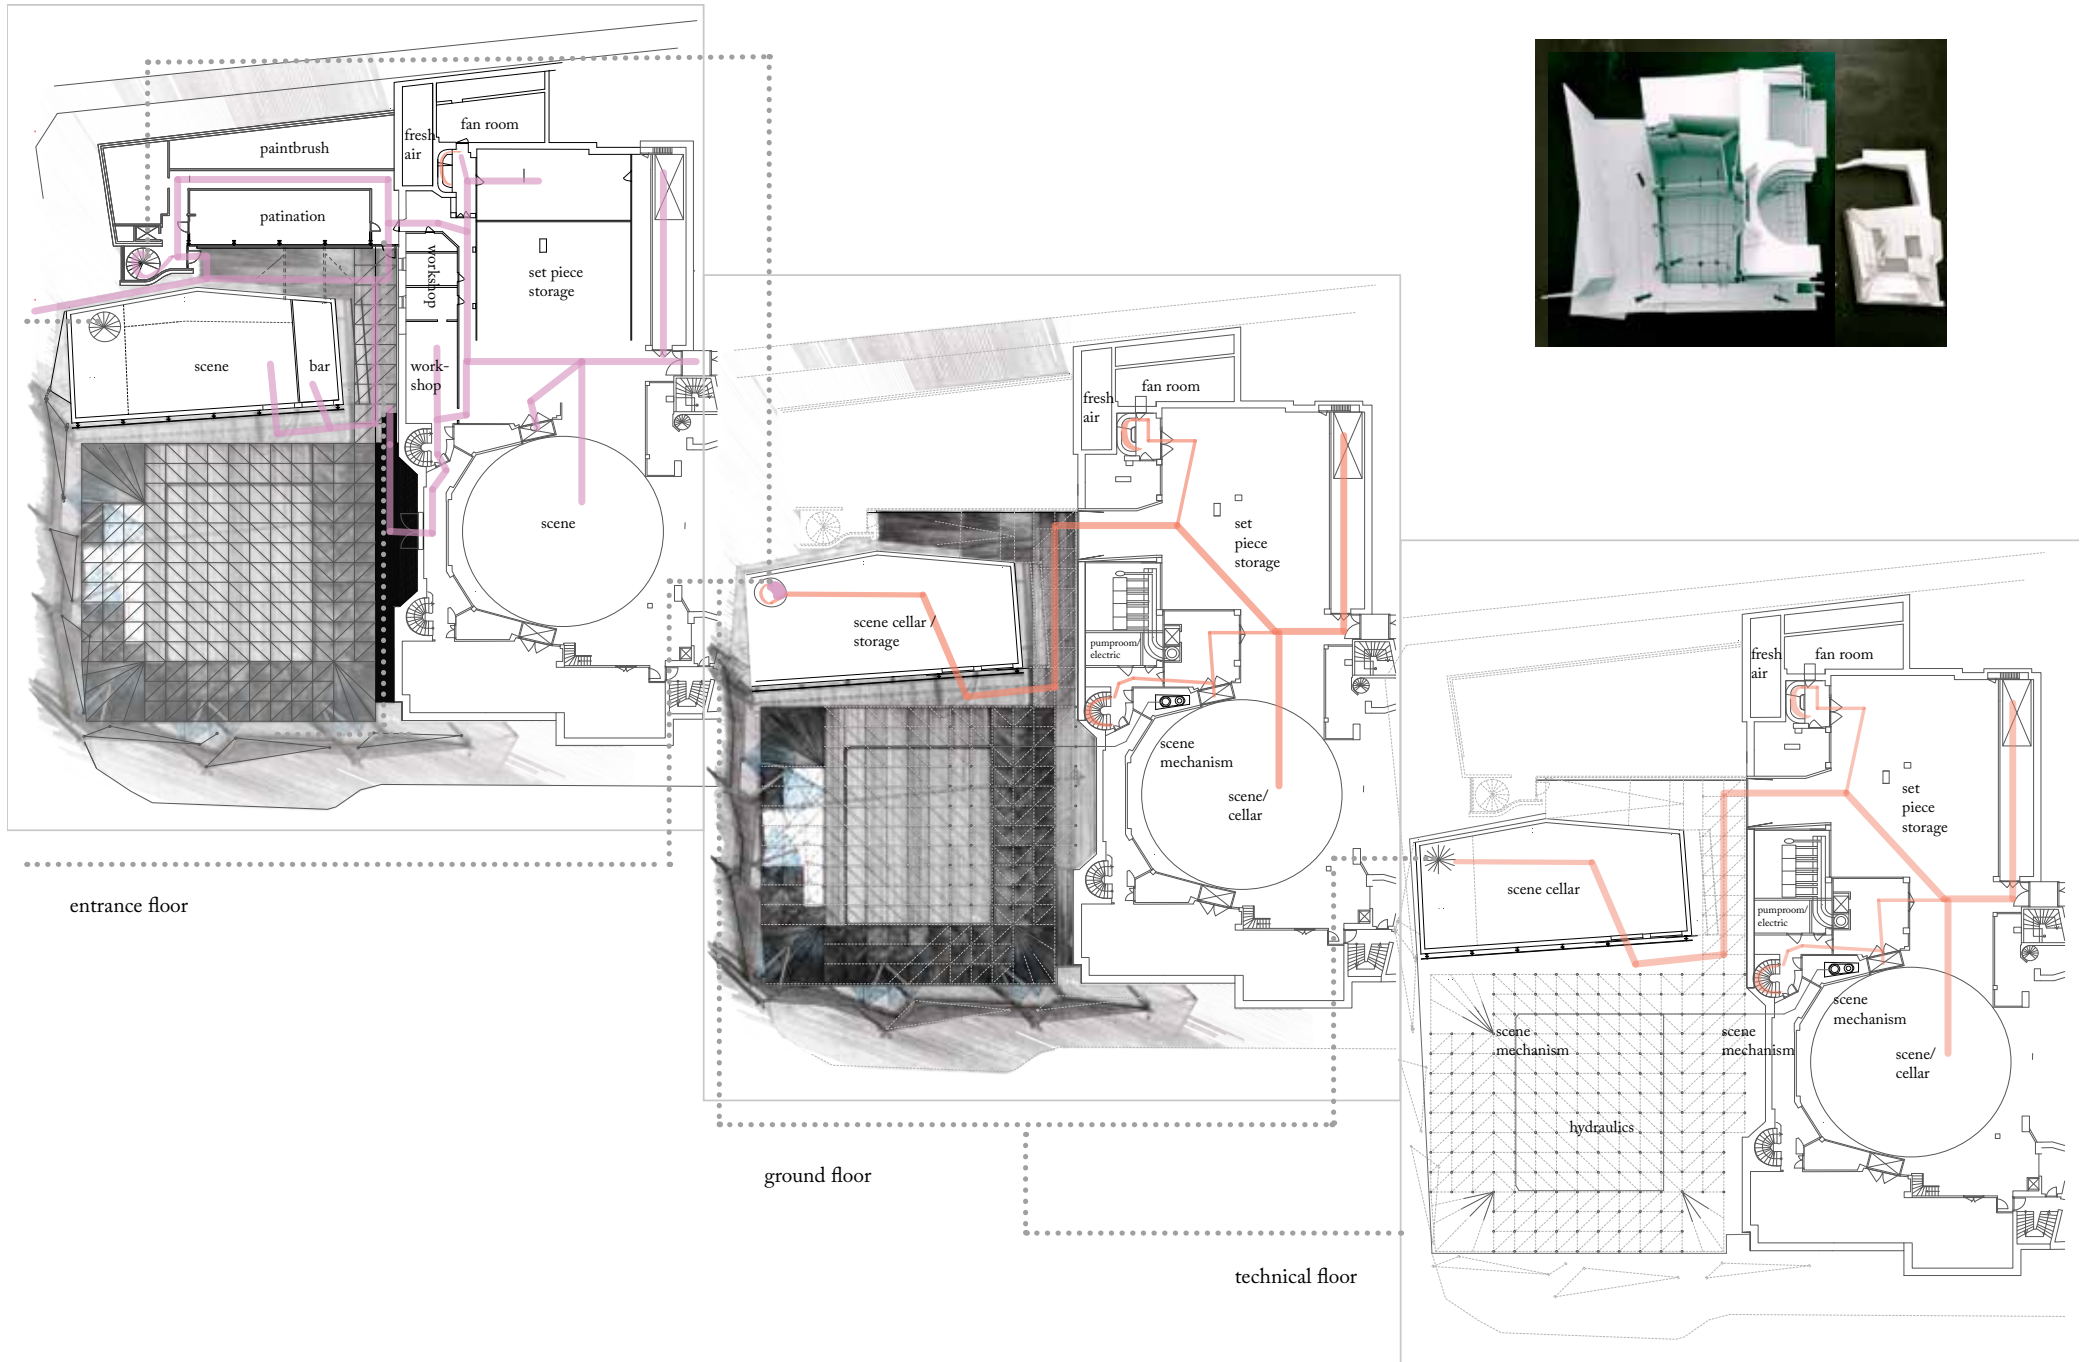 fresh
air
fan room
paintbrush
patination
workshop
set piece
storage
scene
bar
work-
shop
scene
entrance floor
fresh
air
fan room
set
piece
storage
scene cellar /
storage
pumproom/
electric
scene
mechanism
scene/
cellar
ground floor
fresh
air
fan room
set
piece
storage
scene cellar
pumproom/
electric
scene
mechanism
scene
mechanism
scene
mechanism
scene/
cellar
hydraulics
technical floor